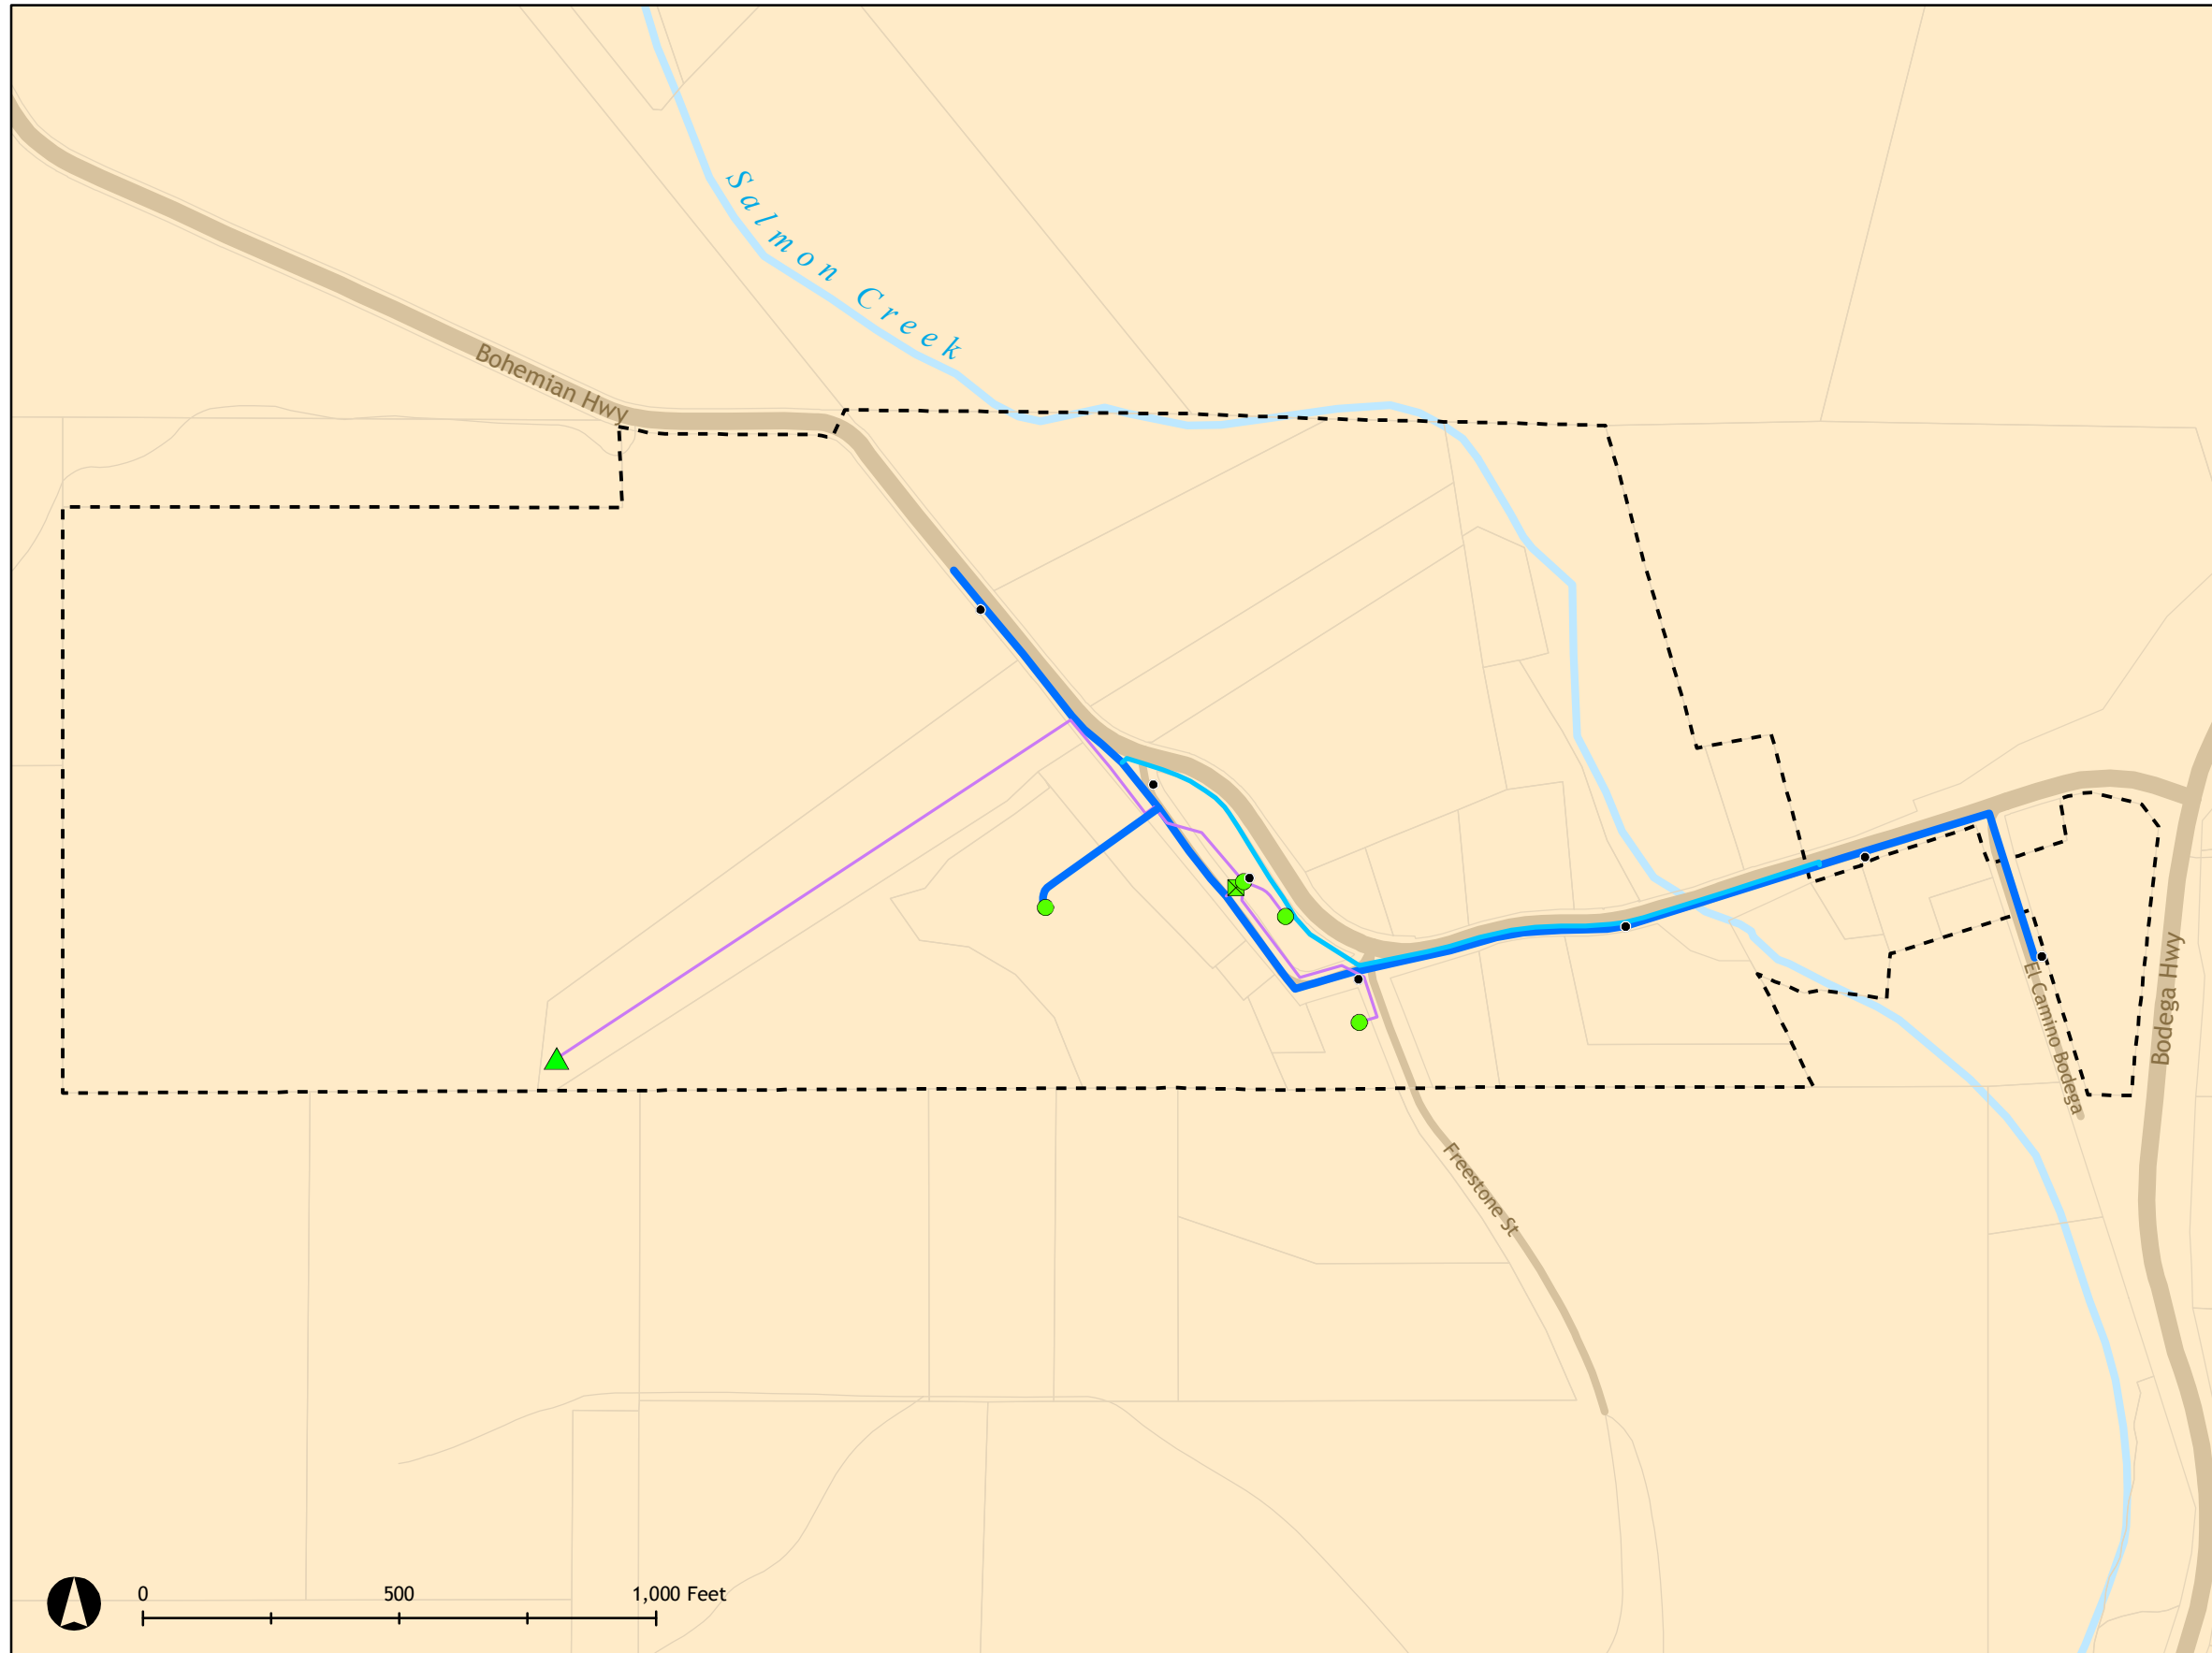 Salmon Creek
Bohemian Hwy
Bodega Hwy
El Camino Bodega
Freestone St
0 500 1,000 Feet